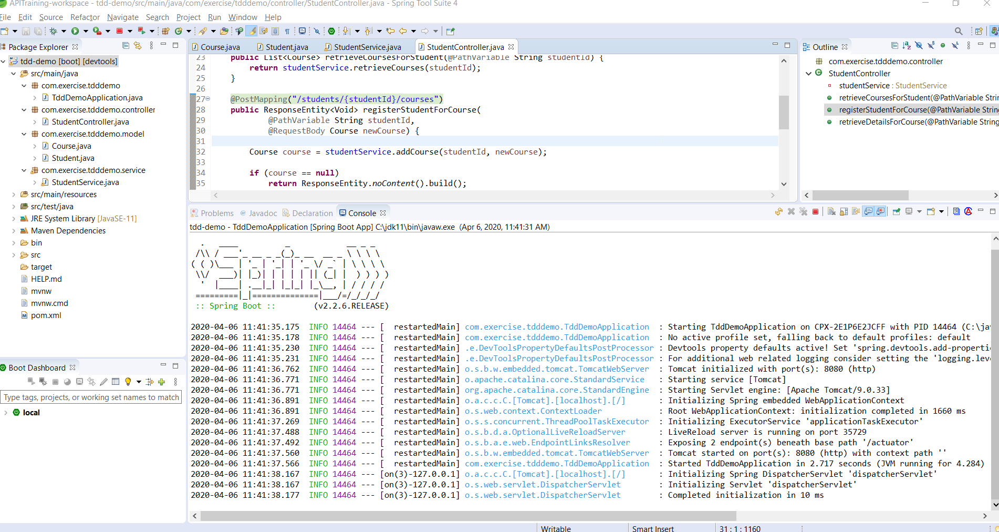 APITraining-workspace - tdd-demo/src/main/java/com/exercise/tdddemo/controller/StudentController.java - Spring Tool Suite 4
File Edit Source Refactor Navigate Search Project Run Window Help
Package Explorer
tdd-demo [boot] [devtools]
src/main/java
com.exercise.tdddemo
TddDemoApplication.java
com.exercise.tdddemo.controller
StudentController.java
com.exercise.tdddemo.model
Course.java
Student.java
com.exercise.tdddemo.service
StudentService.java
src/main/resources
src/test/java
JRE System Library [JavaSE-11]
Maven Dependencies
bin
src
target
HELP.md
mvnw
mvnw.cmd
pom.xml
Boot Dashboard
Type tags, projects, or working set names to match
local
Course.java Student.java StudentService.java StudentController.java
23 public List<Course> retrieveCoursesForStudent(@PathVariable String studentId) {
24 return studentService.retrieveCourses(studentId);
25 }
26
27 @PostMapping("/students/{studentId}/courses")
28 public ResponseEntity<Void> registerStudentForCourse(
29 @PathVariable String studentId,
30 @RequestBody Course newCourse) {
31
32 Course course = studentService.addCourse(studentId, newCourse);
33
34 if (course == null)
35 return ResponseEntity.noContent().build();
Outline
com.exercise.tdddemo.controller
StudentController
studentService : StudentService
retrieveCoursesForStudent(@PathVariable Strin
registerStudentForCourse(@PathVariable String
retrieveDetailsForCourse(@PathVariable String
Problems @ Javadoc Declaration Console
tdd-demo - TddDemoApplication [Spring Boot App] C:\jdk11\bin\javaw.exe (Apr 6, 2020, 11:41:31 AM)
Spring
:: Spring Boot :: (v2.2.6.RELEASE)
2020-04-06 11:41:35.175 INFO 14464 --- [ restartedMain] com.exercise.tdddemo.TddDemoApplication : Starting TddDemoApplication on CPX-2E1P6E2JCFF with PID 14464 (C:\ja
2020-04-06 11:41:35.178 INFO 14464 --- [ restartedMain] com.exercise.tdddemo.TddDemoApplication : No active profile set, falling back to default profiles: default
2020-04-06 11:41:35.230 INFO 14464 --- [ restartedMain] .e.DevToolsPropertyDefaultsPostProcessor : Devtools property defaults active! Set 'spring.devtools.add-properti
2020-04-06 11:41:35.231 INFO 14464 --- [ restartedMain] .e.DevToolsPropertyDefaultsPostProcessor : For additional web related logging consider setting the 'logging.leve
2020-04-06 11:41:36.762 INFO 14464 --- [ restartedMain] o.s.b.w.embedded.tomcat.TomcatWebServer : Tomcat initialized with port(s): 8080 (http)
2020-04-06 11:41:36.771 INFO 14464 --- [ restartedMain] o.apache.catalina.core.StandardService : Starting service [Tomcat]
2020-04-06 11:41:36.771 INFO 14464 --- [ restartedMain] org.apache.catalina.core.StandardEngine : Starting Servlet engine: [Apache Tomcat/9.0.33]
2020-04-06 11:41:36.891 INFO 14464 --- [ restartedMain] o.a.c.c.C.[Tomcat].[localhost].[/] : Initializing Spring embedded WebApplicationContext
2020-04-06 11:41:36.891 INFO 14464 --- [ restartedMain] o.s.web.context.ContextLoader : Root WebApplicationContext: initialization completed in 1660 ms
2020-04-06 11:41:37.269 INFO 14464 --- [ restartedMain] o.s.s.concurrent.ThreadPoolTaskExecutor : Initializing ExecutorService 'applicationTaskExecutor'
2020-04-06 11:41:37.488 INFO 14464 --- [ restartedMain] o.s.b.d.a.OptionalLiveReloadServer : LiveReload server is running on port 35729
2020-04-06 11:41:37.492 INFO 14464 --- [ restartedMain] o.s.b.a.e.web.EndpointLinksResolver : Exposing 2 endpoint(s) beneath base path '/actuator'
2020-04-06 11:41:37.560 INFO 14464 --- [ restartedMain] o.s.b.w.embedded.tomcat.TomcatWebServer : Tomcat started on port(s): 8080 (http) with context path ''
2020-04-06 11:41:37.566 INFO 14464 --- [ restartedMain] com.exercise.tdddemo.TddDemoApplication : Started TddDemoApplication in 2.717 seconds (JVM running for 4.284)
2020-04-06 11:41:38.167 INFO 14464 --- [on(3)-127.0.0.1] o.a.c.c.C.[Tomcat].[localhost].[/] : Initializing Spring DispatcherServlet 'dispatcherServlet'
2020-04-06 11:41:38.167 INFO 14464 --- [on(3)-127.0.0.1] o.s.web.servlet.DispatcherServlet : Initializing Servlet 'dispatcherServlet'
2020-04-06 11:41:38.177 INFO 14464 --- [on(3)-127.0.0.1] o.s.web.servlet.DispatcherServlet : Completed initialization in 10 ms
Writable Smart Insert 31 : 1 : 1160